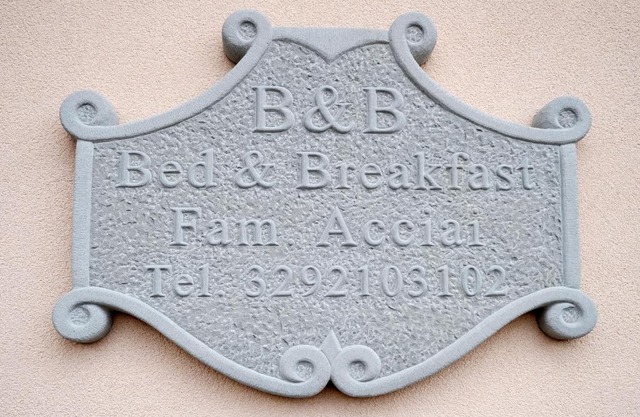 B&B
Bed & Breakfast
Fam Acciai
Tel. 3292103102